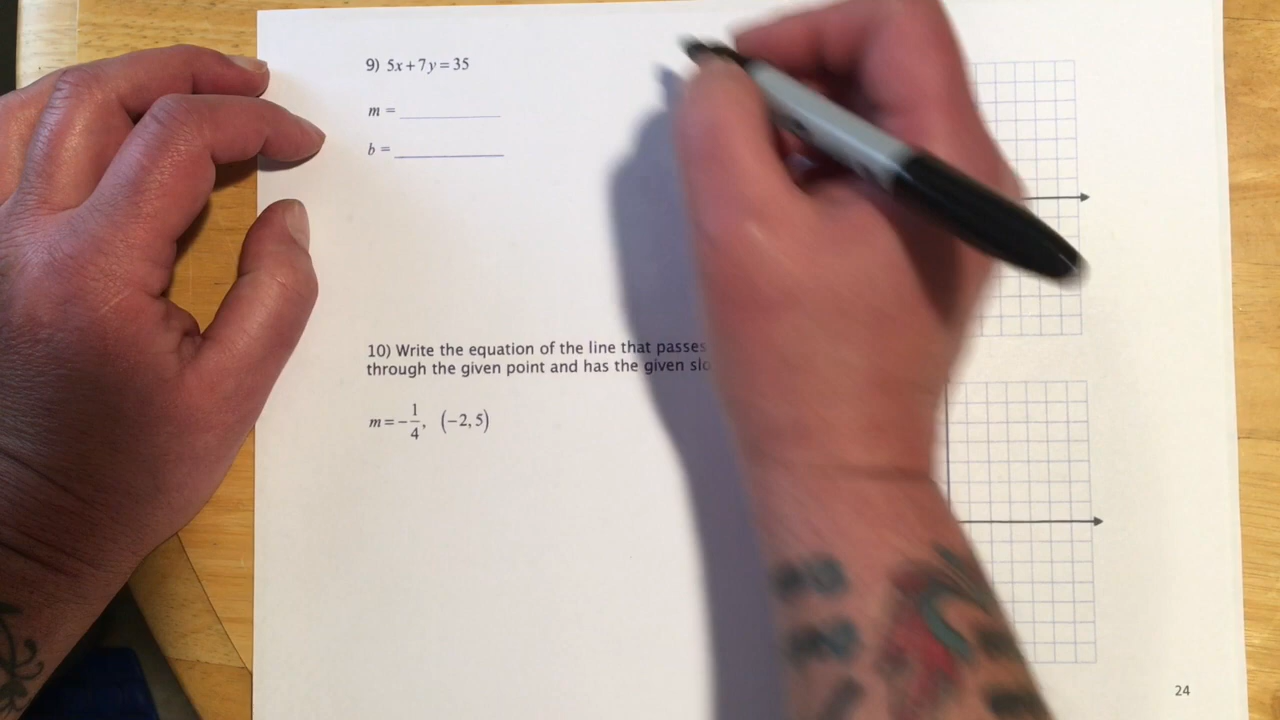 9) 5x+7y=35
m =
b =
10) Write the equation of the line that passes
through the given point and has the given
m=-1/4, (-2,5)
24